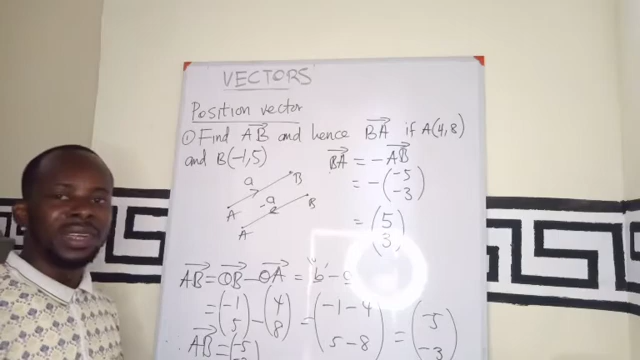 VECTORS
Position vector
① Find AB⃗ and hence BA⃗ if A(4,8)
and B(-1,5)
BA⃗ = -AB⃗
= -(-5
-3)
= (5
3)
a B
A -a B
A
AB⃗ = OB⃗ - OA⃗ = b - a
= (-1
5) - (4
8) = (-1-4
5-8) = (-5
-3)
AB⃗ = (-5